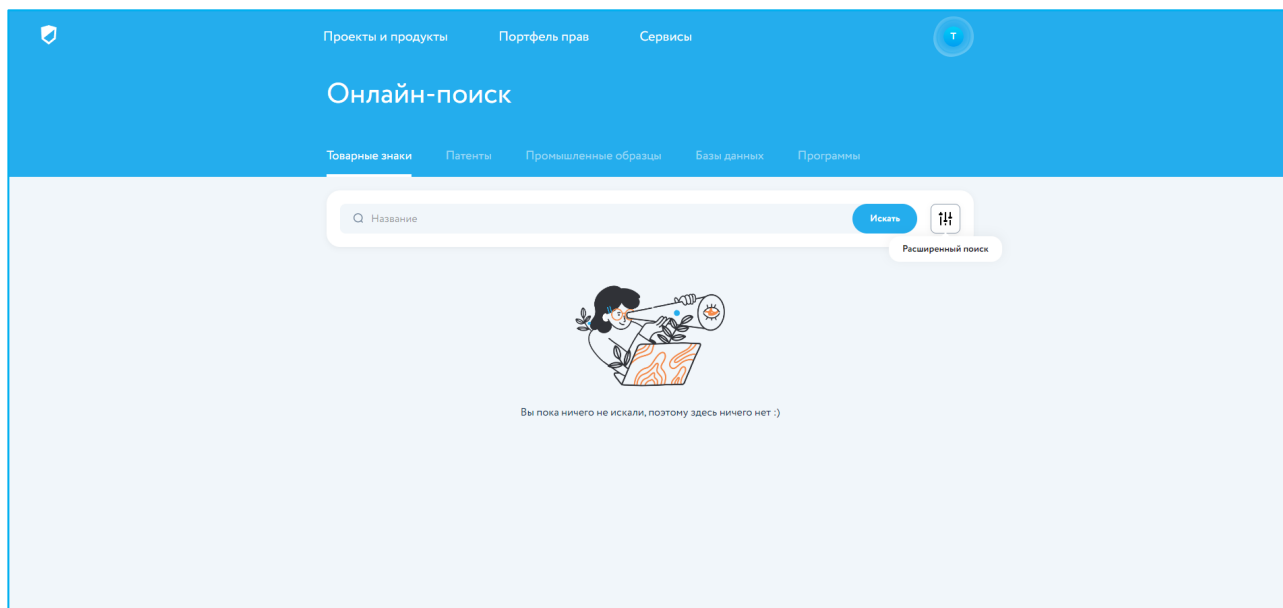 Проекты и продукты
Портфель прав
Сервисы
Т
Онлайн-поиск
Товарные знаки
Патенты
Промышленные образцы
Базы данных
Программы
Название
Искать
Расширенный поиск
Вы пока ничего не искали, поэтому здесь ничего нет :)